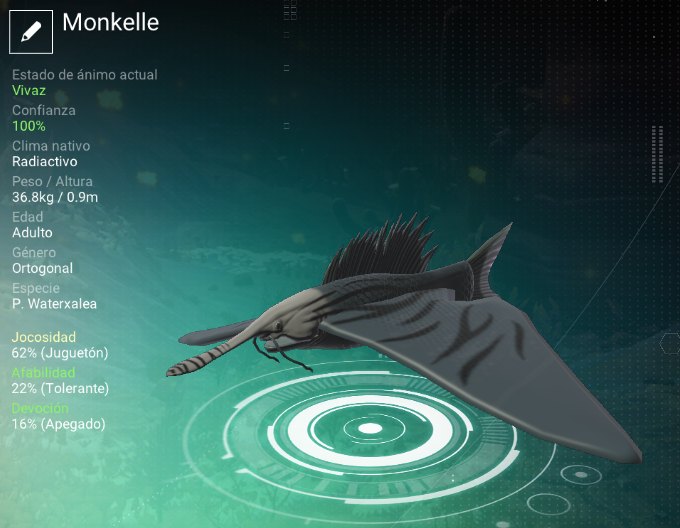 Monkelle
Estado de ánimo actual
Vivaz
Confianza
100%
Clima nativo
Radiactivo
Peso / Altura
36.8kg / 0.9m
Edad
Adulto
Género
Ortogonal
Especie
P. Waterxalea
Jocosidad
62% (Juguetón)
Afabilidad
22% (Tolerante)
Devoción
16% (Apegado)